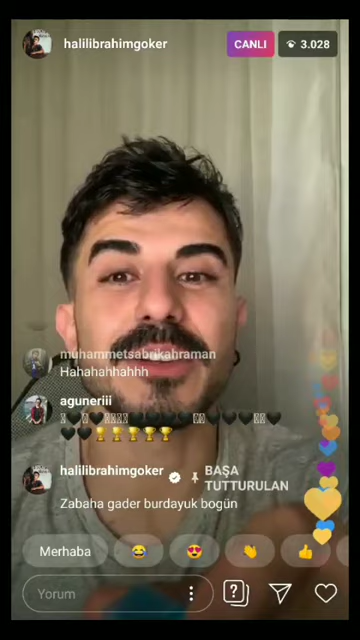 halilibrahimgoker
CANLI
3.028
muhammetsabrikahraman
Hahahahhahhh
aguneriii
halilibrahimgoker
BAŞA
TUTTURULAN
Zabaha gader burdayuk bogün
Merhaba
Yorum